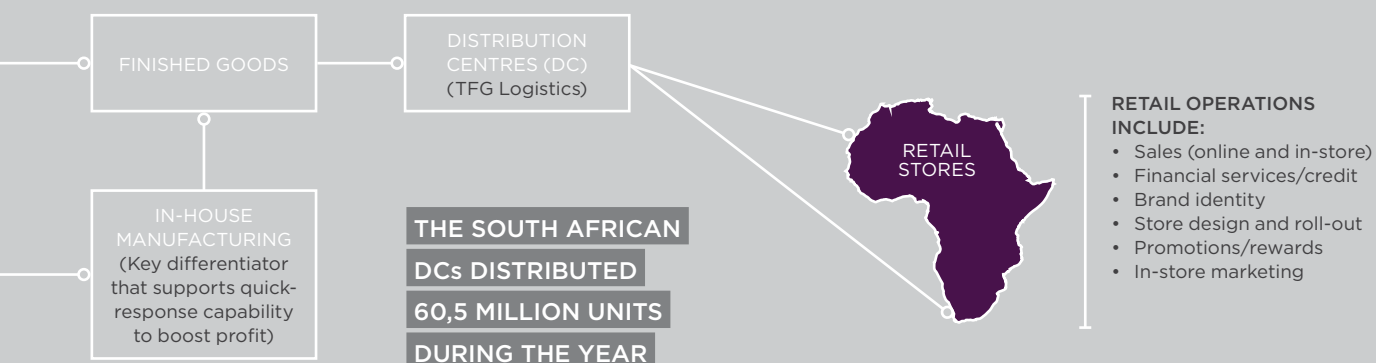 FINISHED GOODS
DISTRIBUTION
CENTRES (DC)
(TFG Logistics)
RETAIL
STORES
RETAIL OPERATIONS
INCLUDE:
• Sales (online and in-store)
• Financial services/credit
• Brand identity
• Store design and roll-out
• Promotions/rewards
• In-store marketing
IN-HOUSE
MANUFACTURING
(Key differentiator
that supports quick-
response capability
to boost profit)
THE SOUTH AFRICAN
DCs DISTRIBUTED
60,5 MILLION UNITS
DURING THE YEAR